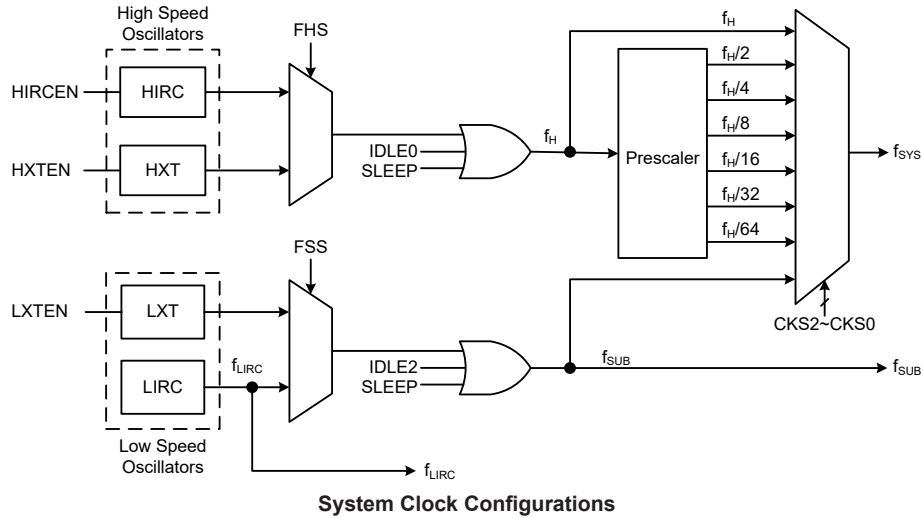 High Speed
Oscillators
FHS
HIRCEN
HIRC
HXTEN
HXT
IDLE0
SLEEP
fH
fH
Prescaler
fH/2
fH/4
fH/8
fH/16
fH/32
fH/64
fSYS
CKS2~CKS0
FSS
LXTEN
LXT
LIRC
fLIRC
IDLE2
SLEEP
fSUB
fSUB
Low Speed
Oscillators
fLIRC
System Clock Configurations